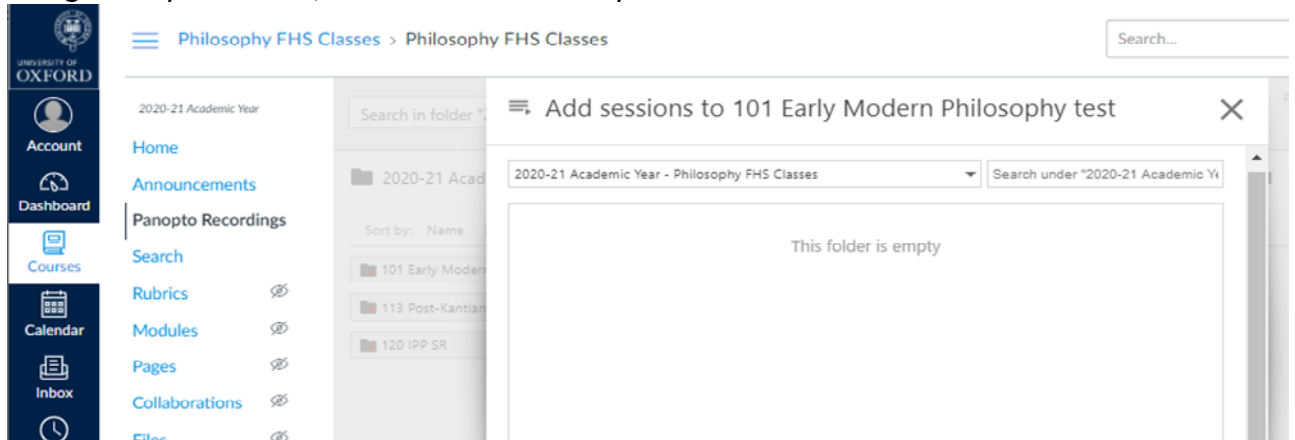 UNIVERSITY OF
OXFORD
Account
Dashboard
Courses
Calendar
Inbox
Philosophy FHS Classes > Philosophy FHS Classes
Search...
2020-21 Academic Year
Home
Announcements
Panopto Recordings
Search
Rubrics
Modules
Pages
Collaborations
Search in folder "2
2020-21 Acad
Sort by: Name
101 Early Modern
113 Post-Kantian
120 IPP SR
Add sessions to 101 Early Modern Philosophy test
2020-21 Academic Year - Philosophy FHS Classes
Search under "2020-21 Academic Ye
This folder is empty